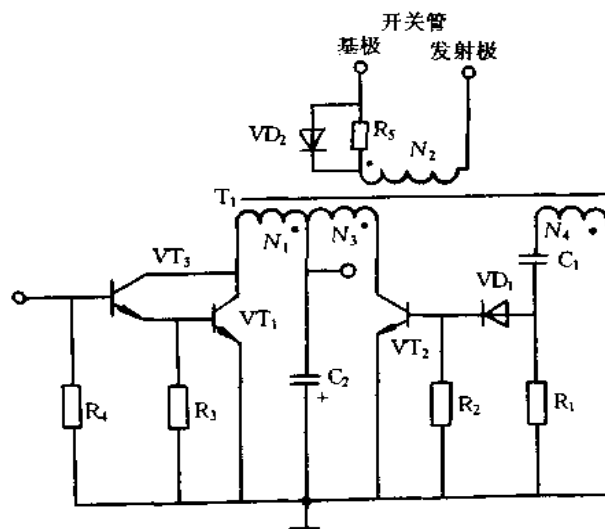 开关管
基极 发射极
VD₂
R₅
N₂
T₁
N₁
N₃
N₄
C₁
VT₃
VD₁
VT₁
VT₂
C₂
+
R₄
R₃
R₂
R₁